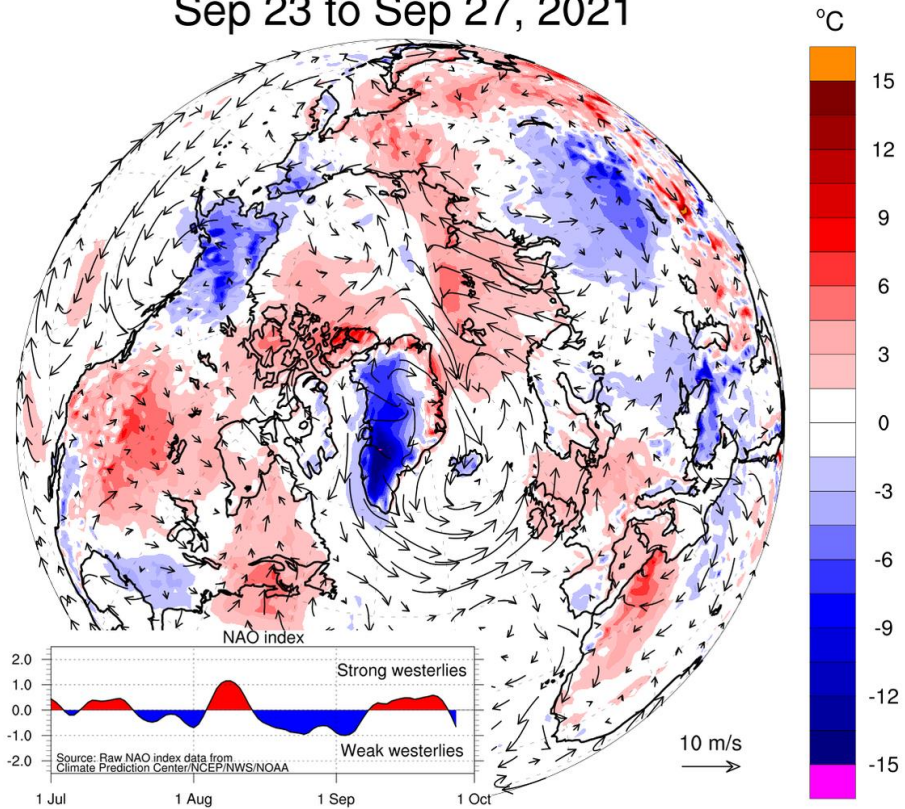 Sep 23 to Sep 27, 2021
°C
15
12
9
6
3
0
-3
-6
-9
-12
-15
NAO index
2.0
1.0
0.0
-1.0
-2.0
Strong westerlies
Weak westerlies
Source: Raw NAO index data from
Climate Prediction Center/NCEP/NWS/NOAA
1 Jul
1 Aug
1 Sep
1 Oct
10 m/s